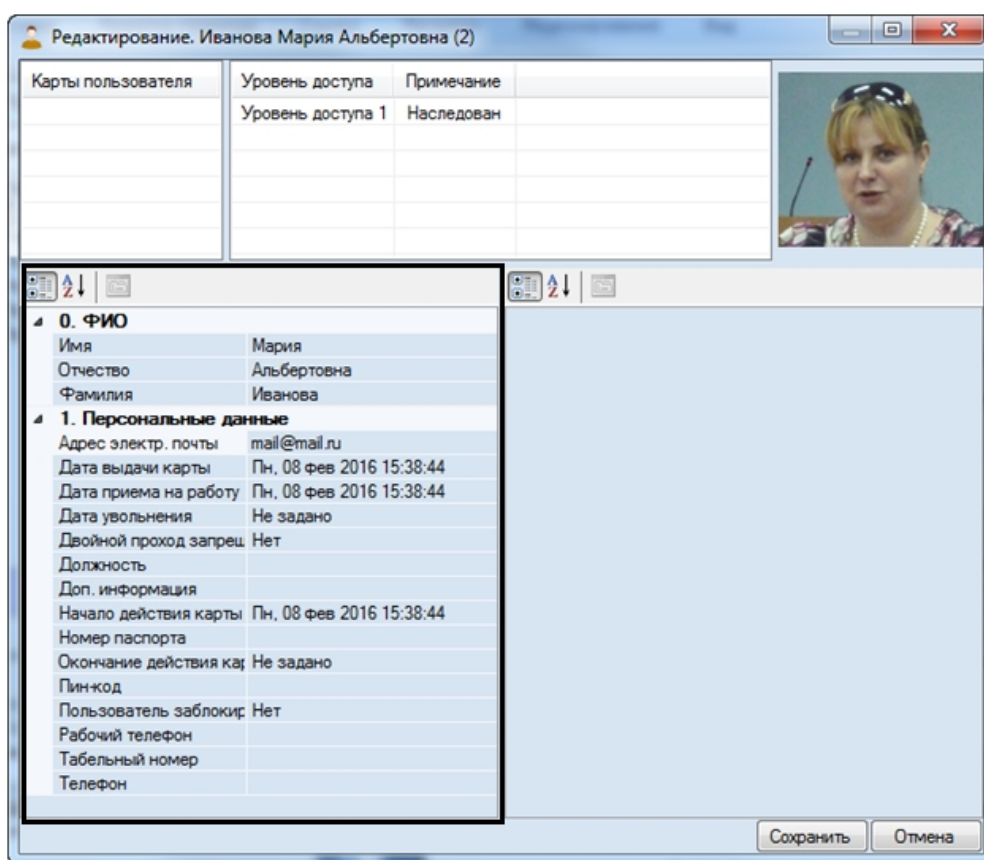 Редактирование. Иванова Мария Альбертовна (2)
Карты пользователя Уровень доступа Примечание
Уровень доступа 1 Наследован
0. ФИО
Имя Мария
Отчество Альбертовна
Фамилия Иванова
1. Персональные данные
Адрес электр. почты mail@mail.ru
Дата выдачи карты Пн, 08 фев 2016 15:38:44
Дата приема на работу Пн, 08 фев 2016 15:38:44
Дата увольнения Не задано
Двойной проход запрещ Нет
Должность
Доп. информация
Начало действия карты Пн, 08 фев 2016 15:38:44
Номер паспорта
Окончание действия кар Не задано
Пин-код
Пользователь заблокир Нет
Рабочий телефон
Табельный номер
Телефон
Сохранить Отмена